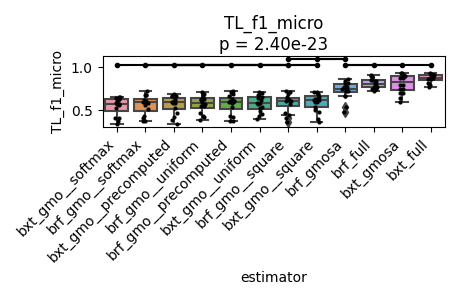 TL_f1_micro
p = 2.40e-23
TL_f1_micro
1.0
0.5
bxt_gmo__softmax
brf_gmo__softmax
bxt_gmo__precomputed
brf_gmo__uniform
brf_gmo__precomputed
bxt_gmo__uniform
brf_gmo__square
bxt_gmo__square
brf_gmosa
brf_full
bxt_gmosa
bxt_full
estimator